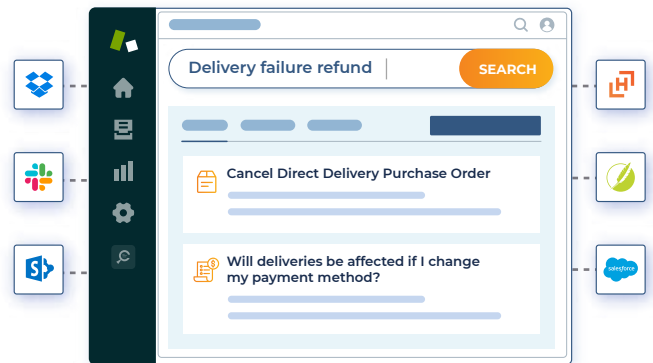 Delivery failure refund
SEARCH
Cancel Direct Delivery Purchase Order
Will deliveries be affected if I change
my payment method?
S
H
salesforce